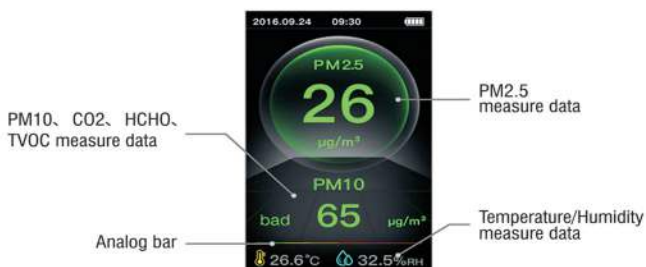 2016.09.24 09:30
PM2.5
26
µg/m³
PM2.5
measure data
PM10、 CO2、 HCHO、
TVOC measure data
PM10
bad 65 µg/m³
Analog bar
Temperature/Humidity
measure data
26.6°C 32.5%RH